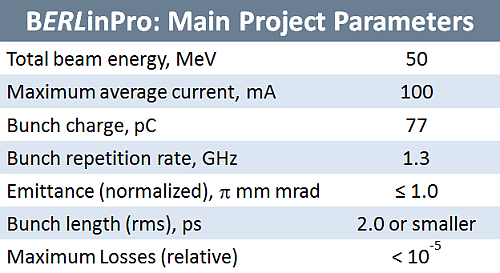 BERLinPro: Main Project Parameters
Total beam energy, MeV 50
Maximum average current, mA 100
Bunch charge, pC 77
Bunch repetition rate, GHz 1.3
Emittance (normalized), π mm mrad ≤ 1.0
Bunch length (rms), ps 2.0 or smaller
Maximum Losses (relative) < 10⁻⁵